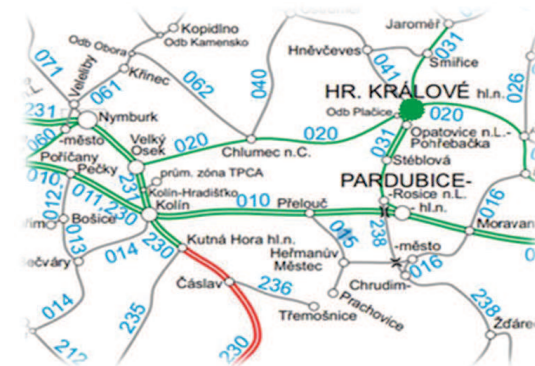 Kopidlno
Odb Obora
Odb Kamensko
Jaroměř
071
Veleliby
061
Křinec
062
040
Hněvčeves
041
031
Smiřice
026
HR. KRÁLOVÉ hl.n.
231
Nymburk
Odb Plačice
020
060
-město
Velký
Osek
020
Chlumec n.C.
020
031
Opatovice n.L.-
Pohřebačka
Poříčany
Pečky
010
011,230
231
prům. zóna TPCA
Kolín-Hradišťko
Stéblová
PARDUBICE-
012
Bošice
Kolín
010
Přelouč
-Rosice n.L.
- hl.n.
016
013
014
230
Kutná Hora hl.n.
015
238
Moravan
Heřmanův
Městec
-město
016
Chrudim-
014
235
Čáslav
236
Třemošnice
Prachovice
238
Žďárec
212
230